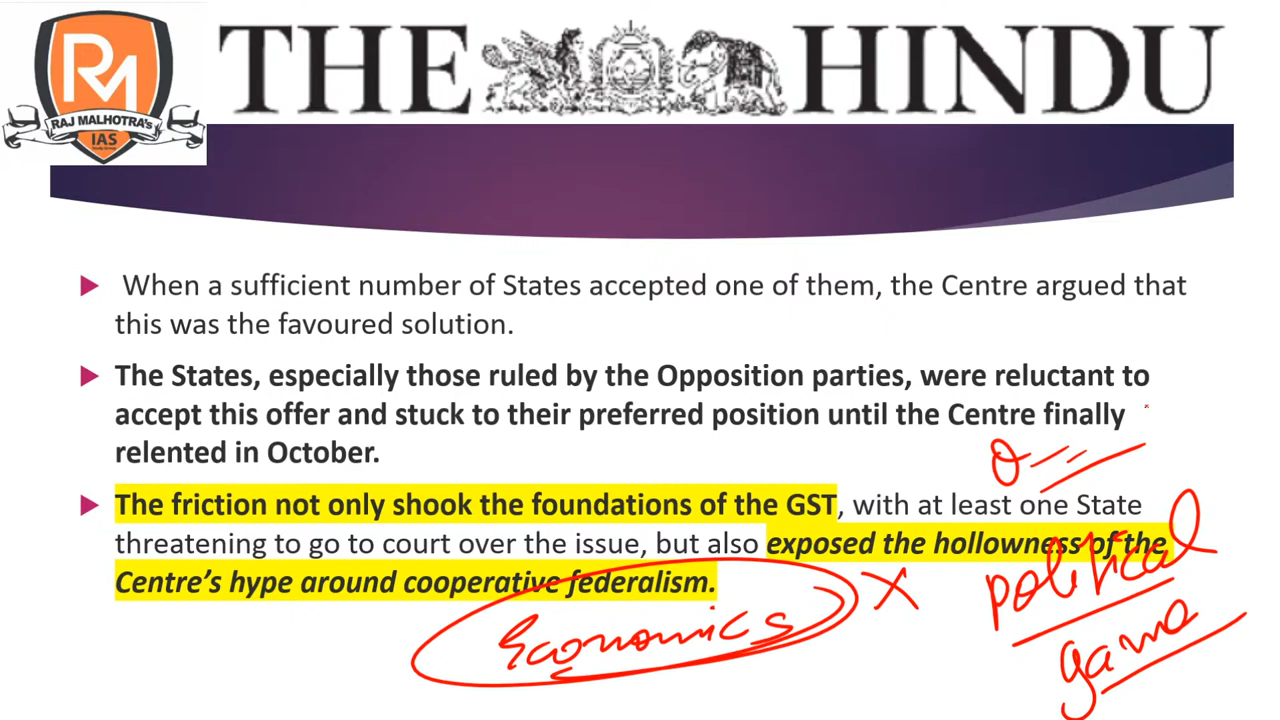 RM
RAJ MALHOTRA'S
IAS
Study Group
THE HINDU
When a sufficient number of States accepted one of them, the Centre argued that
this was the favoured solution.
The States, especially those ruled by the Opposition parties, were reluctant to
accept this offer and stuck to their preferred position until the Centre finally
relented in October.
The friction not only shook the foundations of the GST, with at least one State
threatening to go to court over the issue, but also exposed the hollowness of the
Centre's hype around cooperative federalism.
Economics X
political
game